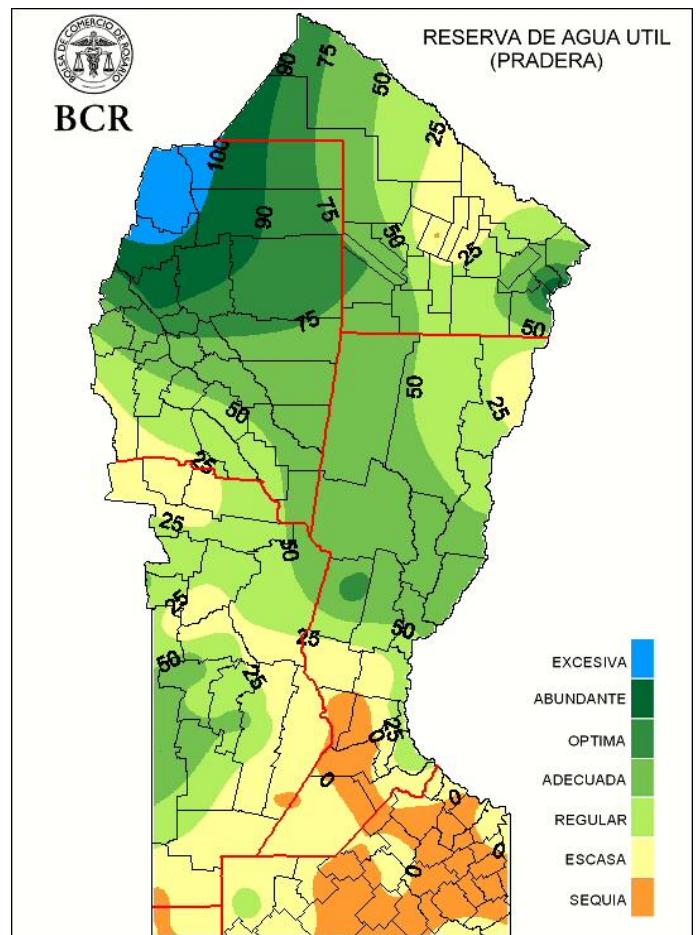 BOLSA DE COMERCIO DE ROSARIO
BCR
RESERVA DE AGUA UTIL
(PRADERA)
90
75
50
25
100
90
75
50
25
75
50
50
25
50
25
25
50
25
25
50
50
25
25
0
0
0
0
0
EXCESIVA
ABUNDANTE
OPTIMA
ADECUADA
REGULAR
ESCASA
SEQUIA